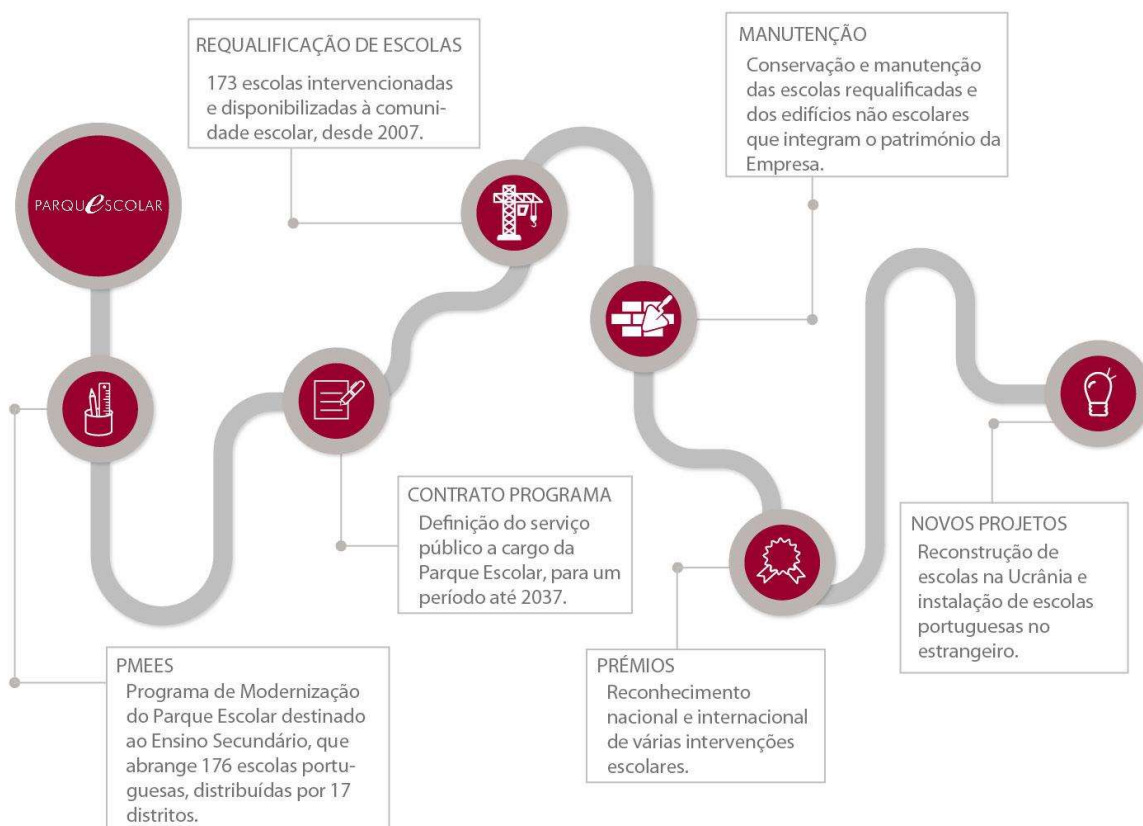 PARQUeSCOLAR
PMEES
Programa de Modernização
do Parque Escolar destinado
ao Ensino Secundário, que
abrange 176 escolas portu-
guesas, distribuídas por 17
distritos.
CONTRATO PROGRAMA
Definição do serviço
público a cargo da
Parque Escolar, para um
período até 2037.
REQUALIFICAÇÃO DE ESCOLAS
173 escolas intervencionadas
e disponibilizadas à comuni-
dade escolar, desde 2007.
MANUTENÇÃO
Conservação e manutenção
das escolas requalificadas e
dos edifícios não escolares
que integram o património da
Empresa.
PRÉMIOS
Reconhecimento
nacional e internacional
de várias intervenções
escolares.
NOVOS PROJETOS
Reconstrução de
escolas na Ucrânia e
instalação de escolas
portuguesas no
estrangeiro.